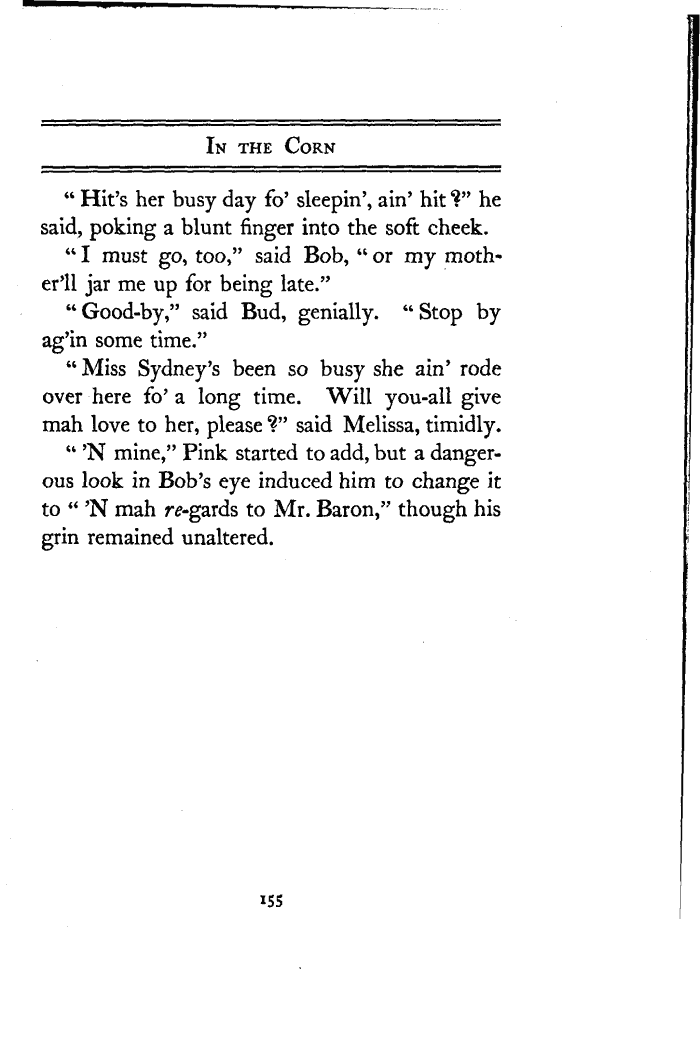 In the Corn
“ Hit’s her busy day fo’ sleepin’, ain’ hit ?” he
said, poking a blunt finger into the soft cheek.
“ I must go, too,” said Bob, “ or my moth-
er’ll jar me up for being late.”
“ Good-by,” said Bud, genially. “ Stop by
ag’in some time.”
“ Miss Sydney’s been so busy she ain’ rode
over here fo’ a long time. Will you-all give
mah love to her, please ?” said Melissa, timidly.
“ ’N mine,” Pink started to add, but a danger-
ous look in Bob’s eye induced him to change it
to “ ’N mah re-gards to Mr. Baron,” though his
grin remained unaltered.
155